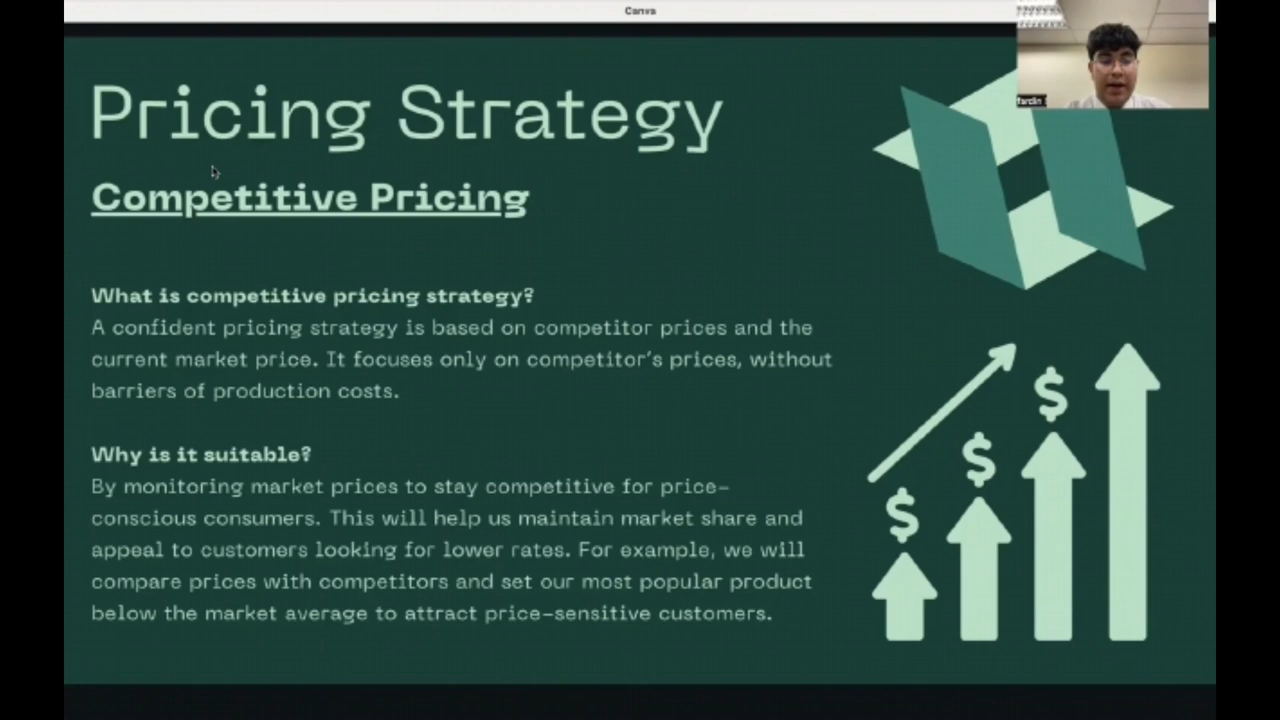 Canva
Pricing Strategy
Competitive Pricing
What is competitive pricing strategy?
A confident pricing strategy is based on competitor prices and the
current market price. It focuses only on competitor's prices, without
barriers of production costs.
Why is it suitable?
By monitoring market prices to stay competitive for price-
conscious consumers. This will help us maintain market share and
appeal to customers looking for lower rates. For example, we will
compare prices with competitors and set our most popular product
below the market average to attract price-sensitive customers.
$
$
$